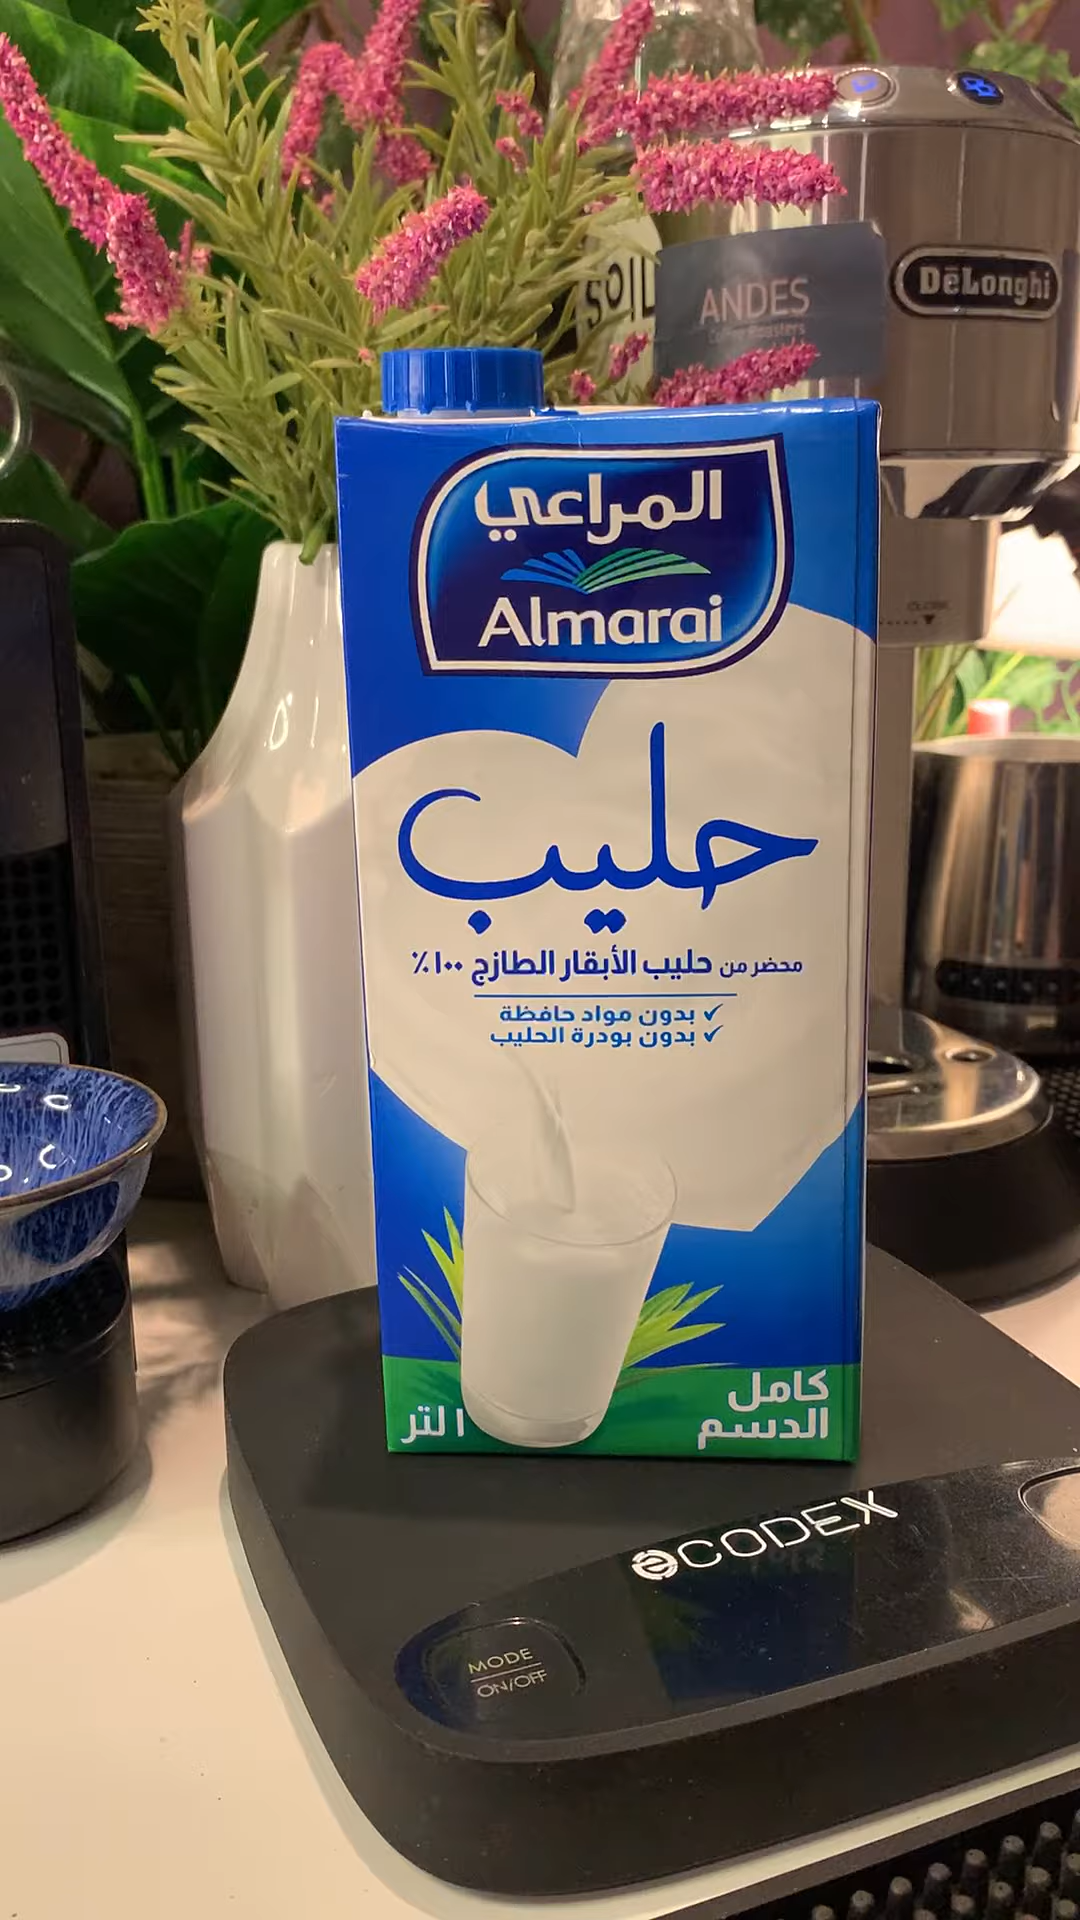 DeLonghi
SOIL
ANDES
Coffee Roasters
المراعي
Almarai
حليب
محضر من حليب الأبقار الطازج ١٠٠٪
✓ بدون مواد حافظة
✓ بدون بودرة الحليب
كامل
الدسم
١ لتر
eCODEX
MODE
ON/OFF